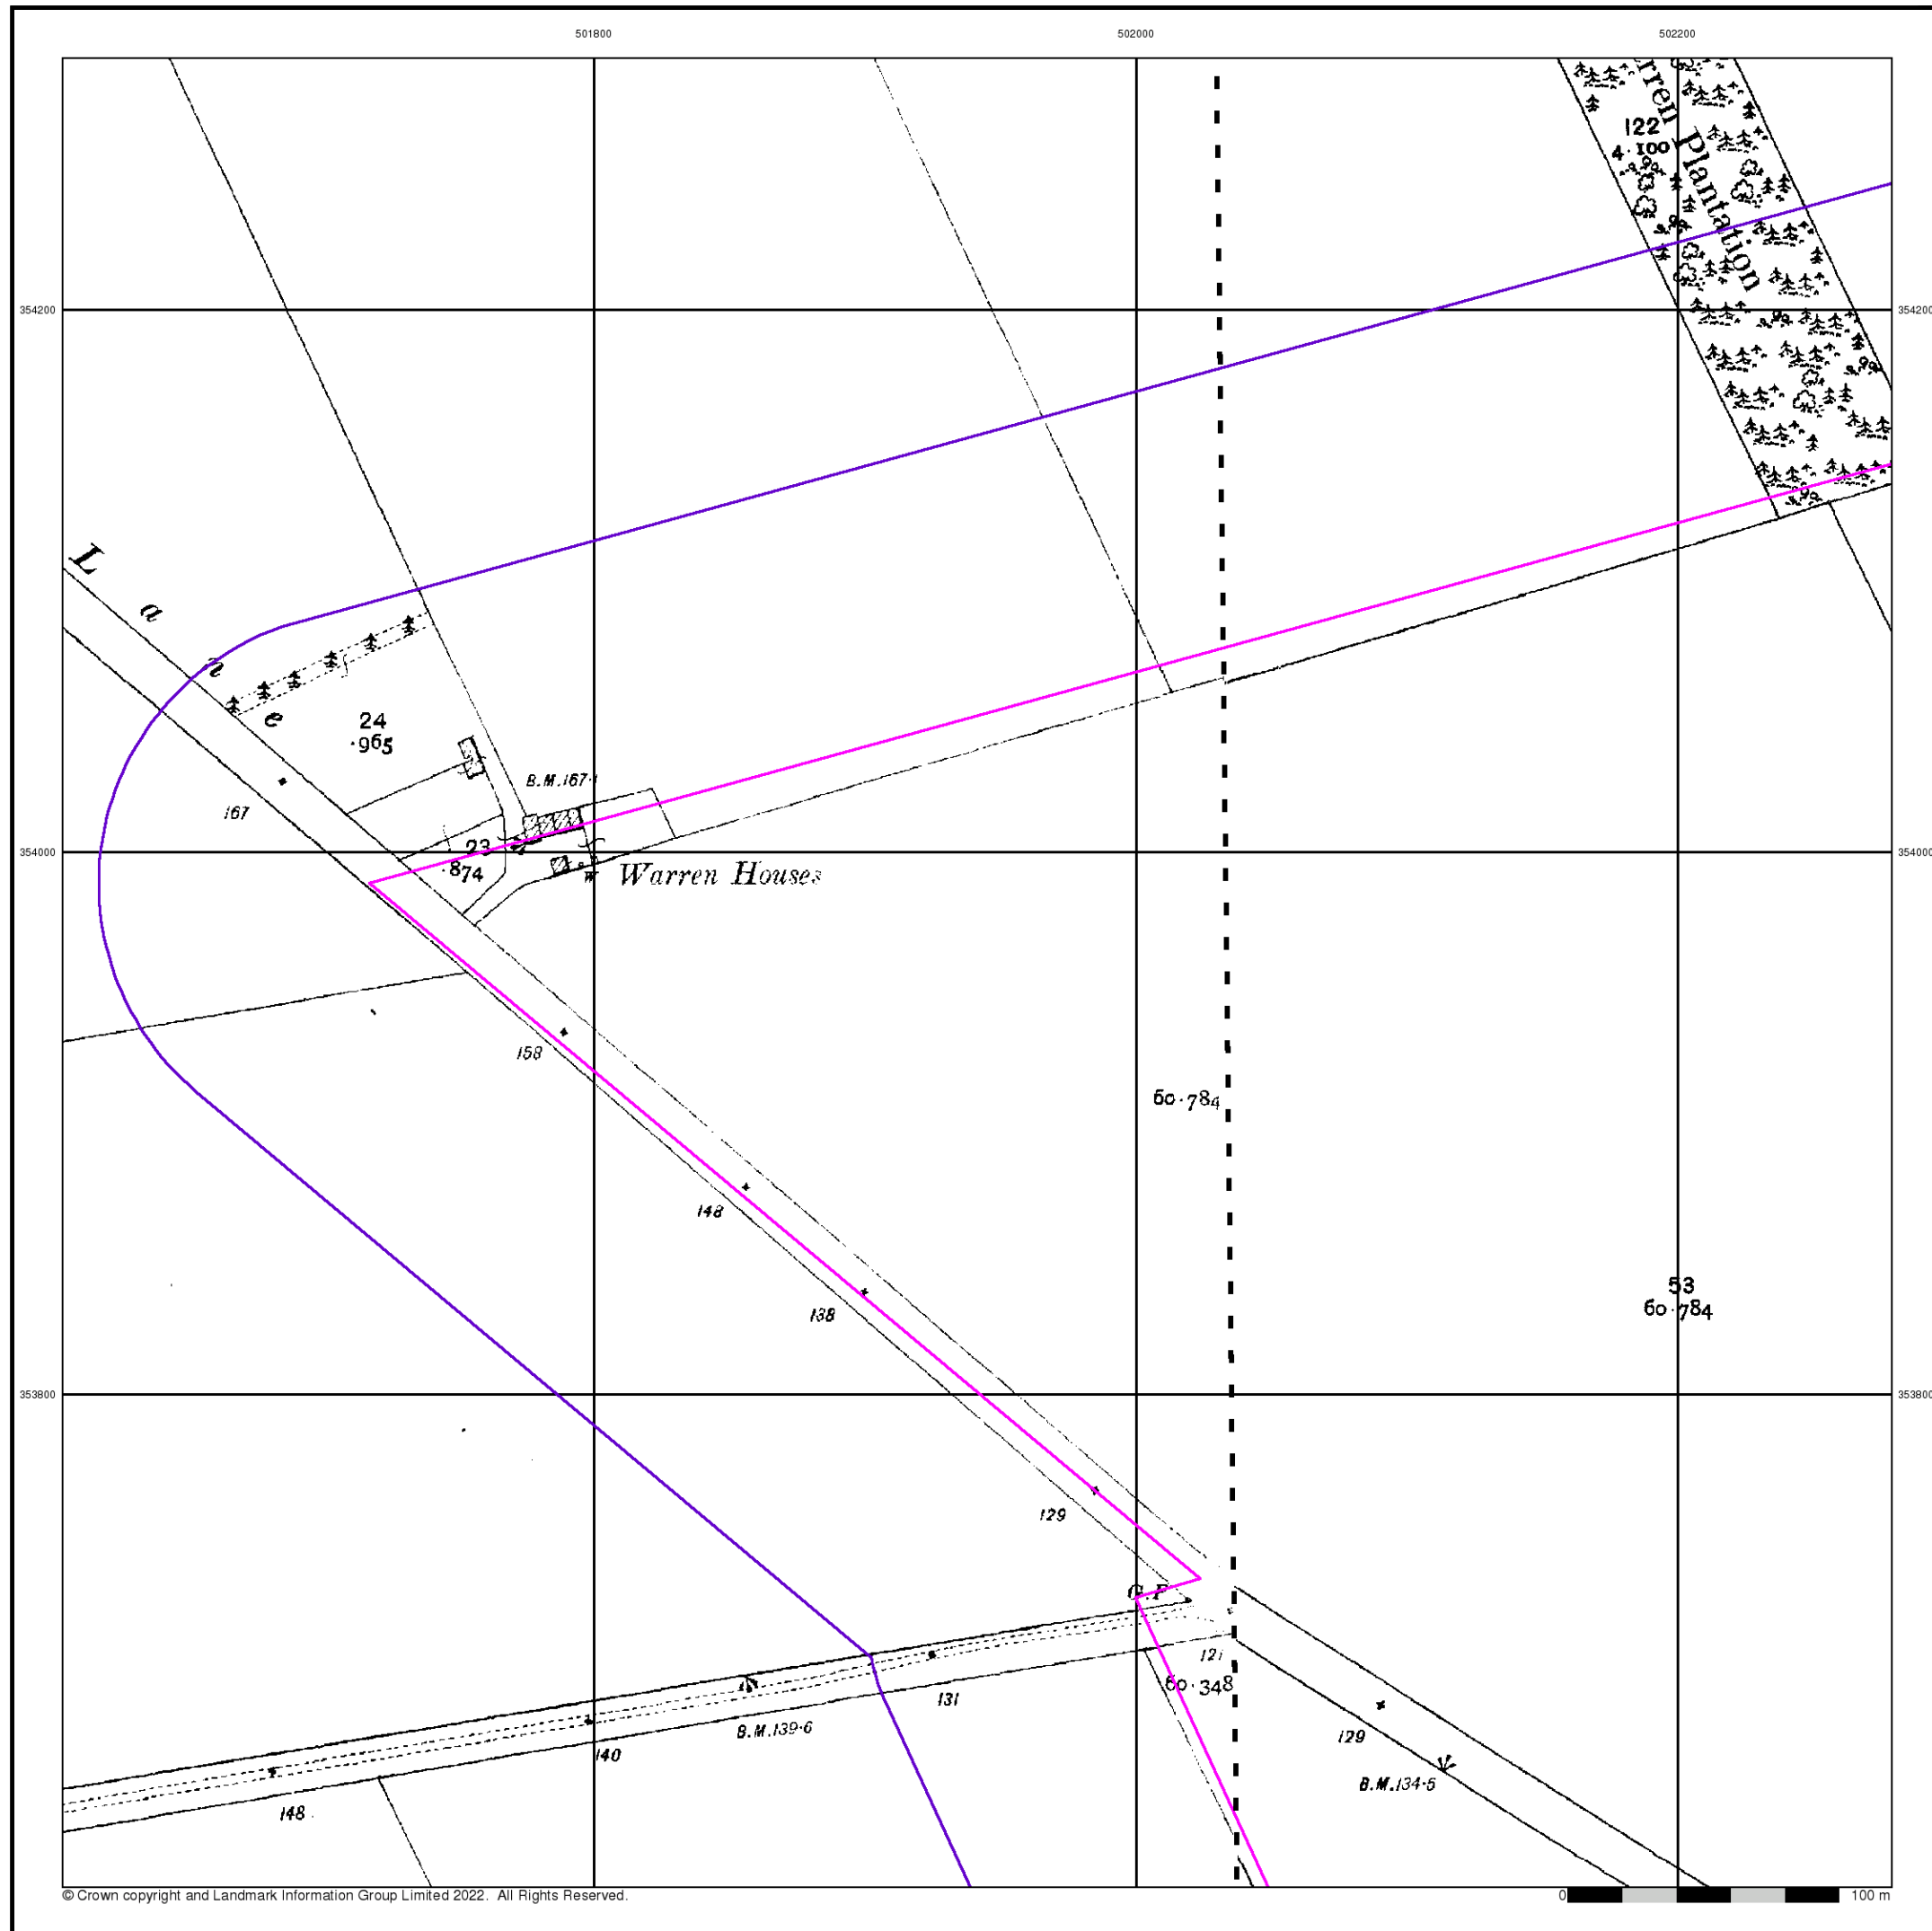 501800 502000 502200
rren Plantation
122
4·100
354200 354200
Lane
24
·965
B.M.167·1
167
23
·874
354000 354000
W
Warren Houses
158
60·784
148
53
60·784
138
353800 353800
129
G.P
121
60·348
131
129
B.M.139·6
140
B.M.134·5
148
© Crown copyright and Landmark Information Group Limited 2022. All Rights Reserved.
0 100 m